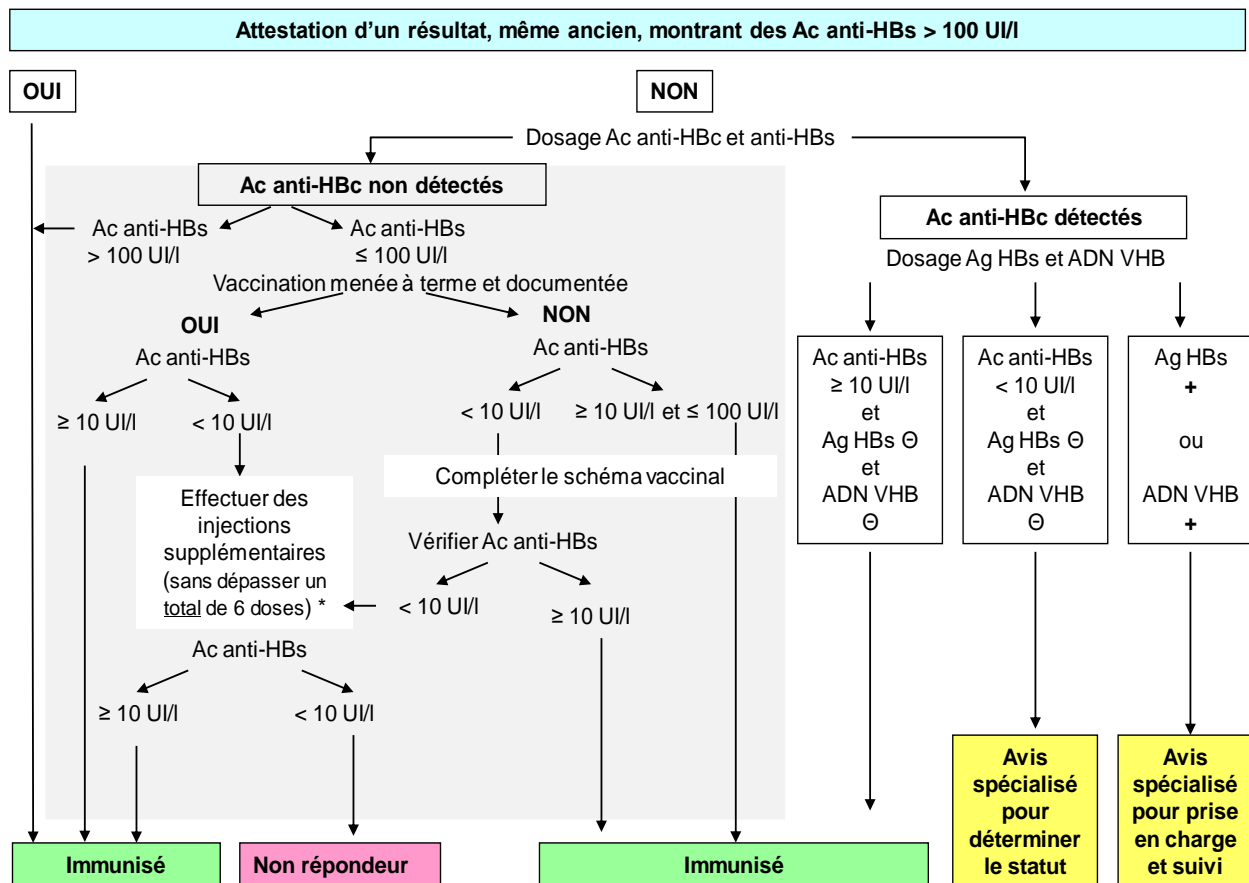 Attestation d'un résultat, même ancien, montrant des Ac anti-HBs > 100 UI/l
OUI
NON
Dosage Ac anti-HBc et anti-HBs
Ac anti-HBc non détectés
Ac anti-HBs
> 100 UI/l
Ac anti-HBs
≤ 100 UI/l
Vaccination menée à terme et documentée
OUI
Ac anti-HBs
≥ 10 UI/l
< 10 UI/l
Effectuer des
injections
supplémentaires
(sans dépasser un
total de 6 doses) *
Ac anti-HBs
≥ 10 UI/l
< 10 UI/l
NON
Ac anti-HBs
< 10 UI/l
≥ 10 UI/l et ≤ 100 UI/l
Compléter le schéma vaccinal
Vérifier Ac anti-HBs
< 10 UI/l
≥ 10 UI/l
Ac anti-HBc détectés
Dosage Ag HBs et ADN VHB
Ac anti-HBs
≥ 10 UI/l
et
Ag HBs Θ
et
ADN VHB
Θ
Ac anti-HBs
< 10 UI/l
et
Ag HBs Θ
et
ADN VHB
Θ
Ag HBs
+
ou
ADN VHB
+
Immunisé
Non répondeur
Immunisé
Avis
spécialisé
pour
déterminer
le statut
Avis
spécialisé
pour prise
en charge
et suivi